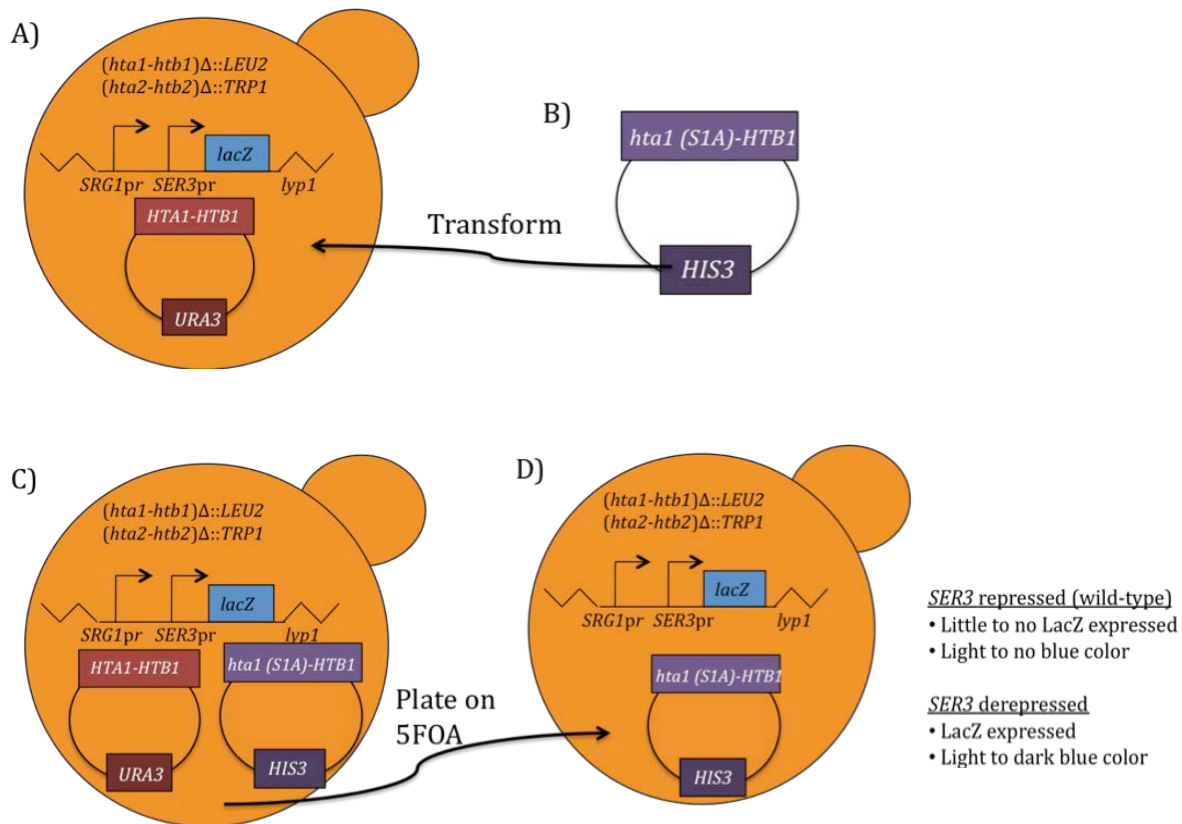 A)
(hta1-htb1)Δ::LEU2
(hta2-htb2)Δ::TRP1
lacZ
SRG1pr SER3pr lyp1
HTA1-HTB1
URA3
Transform
B)
hta1 (S1A)-HTB1
HIS3
C)
(hta1-htb1)Δ::LEU2
(hta2-htb2)Δ::TRP1
lacZ
SRG1pr SER3pr lyp1
HTA1-HTB1
hta1 (S1A)-HTB1
URA3
HIS3
Plate on
5FOA
D)
(hta1-htb1)Δ::LEU2
(hta2-htb2)Δ::TRP1
lacZ
SRG1pr SER3pr lyp1
hta1 (S1A)-HTB1
HIS3
SER3 repressed (wild-type)
• Little to no LacZ expressed
• Light to no blue color
SER3 derepressed
• LacZ expressed
• Light to dark blue color